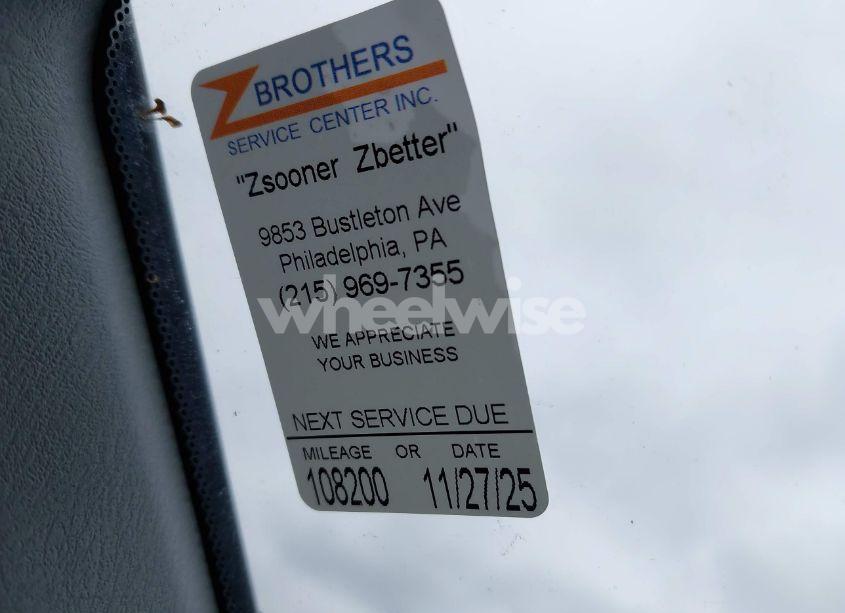 Z BROTHERS
SERVICE CENTER INC.
"Zsooner Zbetter"
9853 Bustleton Ave
Philadelphia, PA
(215) 969-7355
wheelwise
WE APPRECIATE
YOUR BUSINESS
NEXT SERVICE DUE
MILEAGE OR DATE
108200 11/27/25